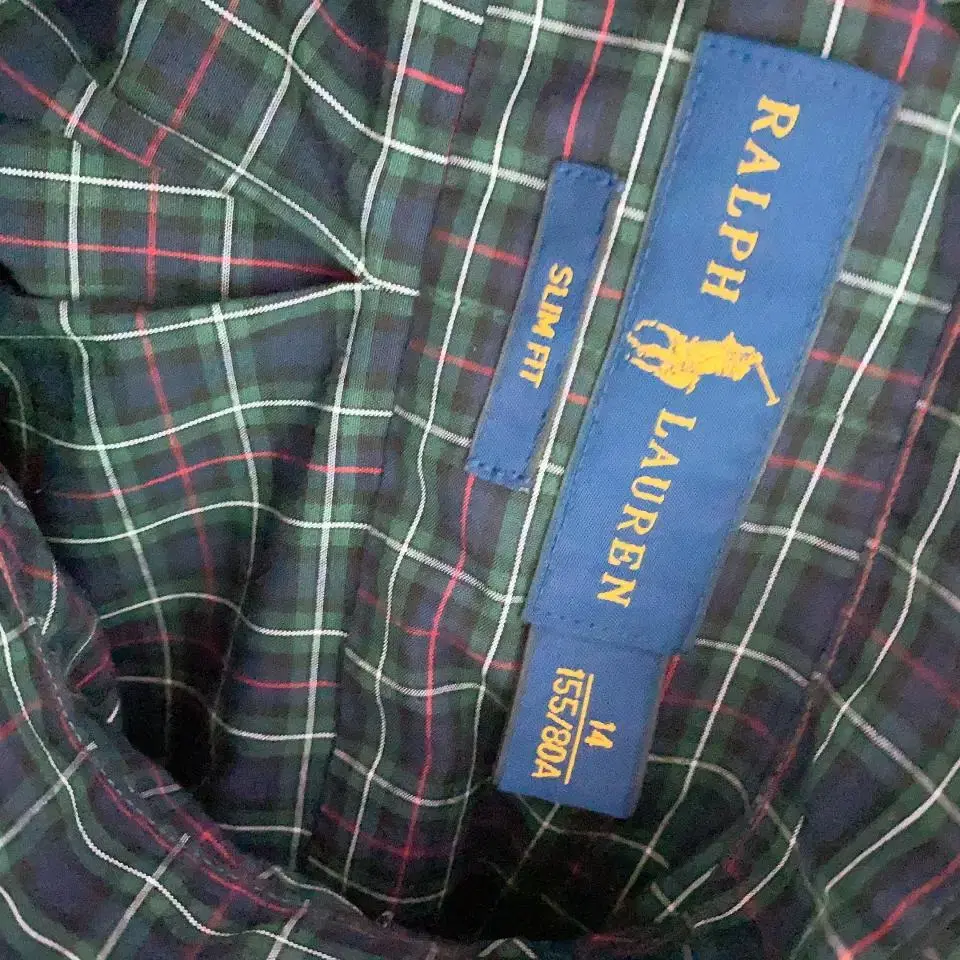 RALPH LAUREN
SLIM FIT
14
155/80A